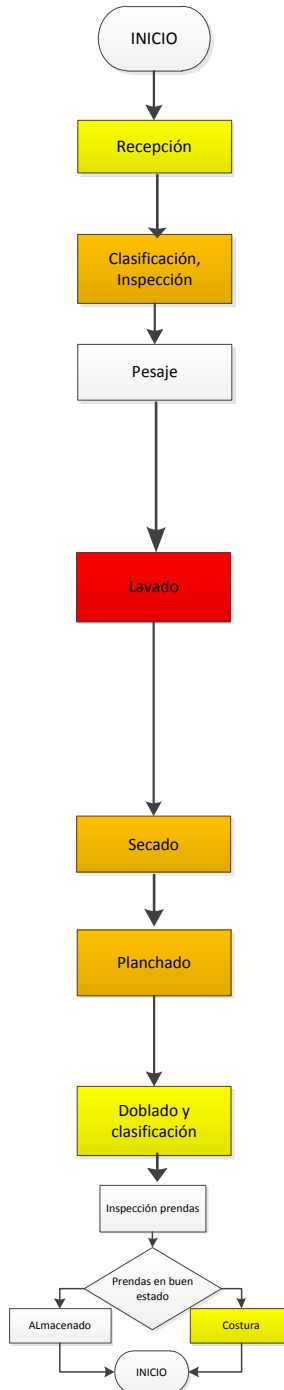 INICIO
Recepción
Clasificación,
Inspección
Pesaje
Lavado
Secado
Planchado
Doblado y
clasificación
Inspección prendas
Prendas en buen
estado
ALmacenado
Costura
INICIO